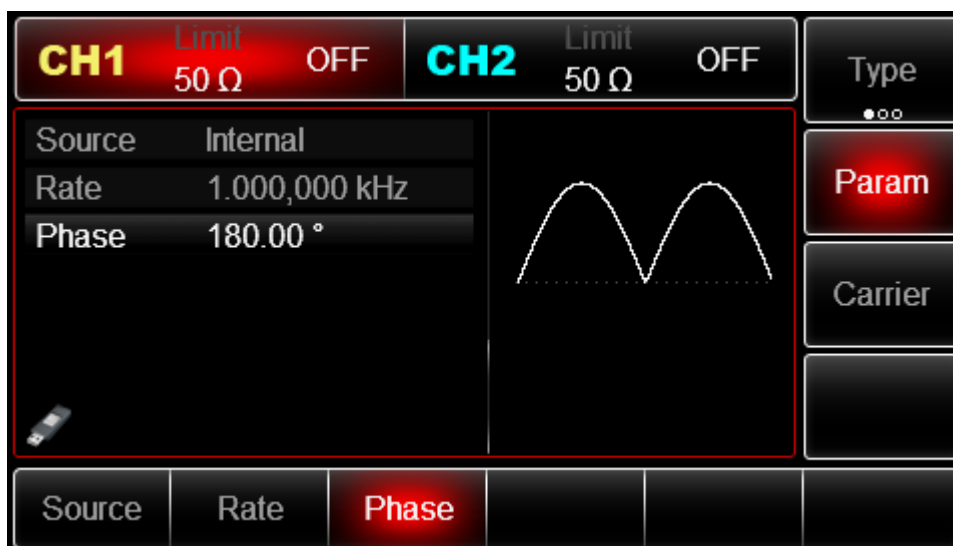 CH1 Limit 50 Ω OFF CH2 Limit 50 Ω OFF
Type
Source Internal
Rate 1.000,000 kHz
Phase 180.00 °
Param
Carrier
Source Rate Phase